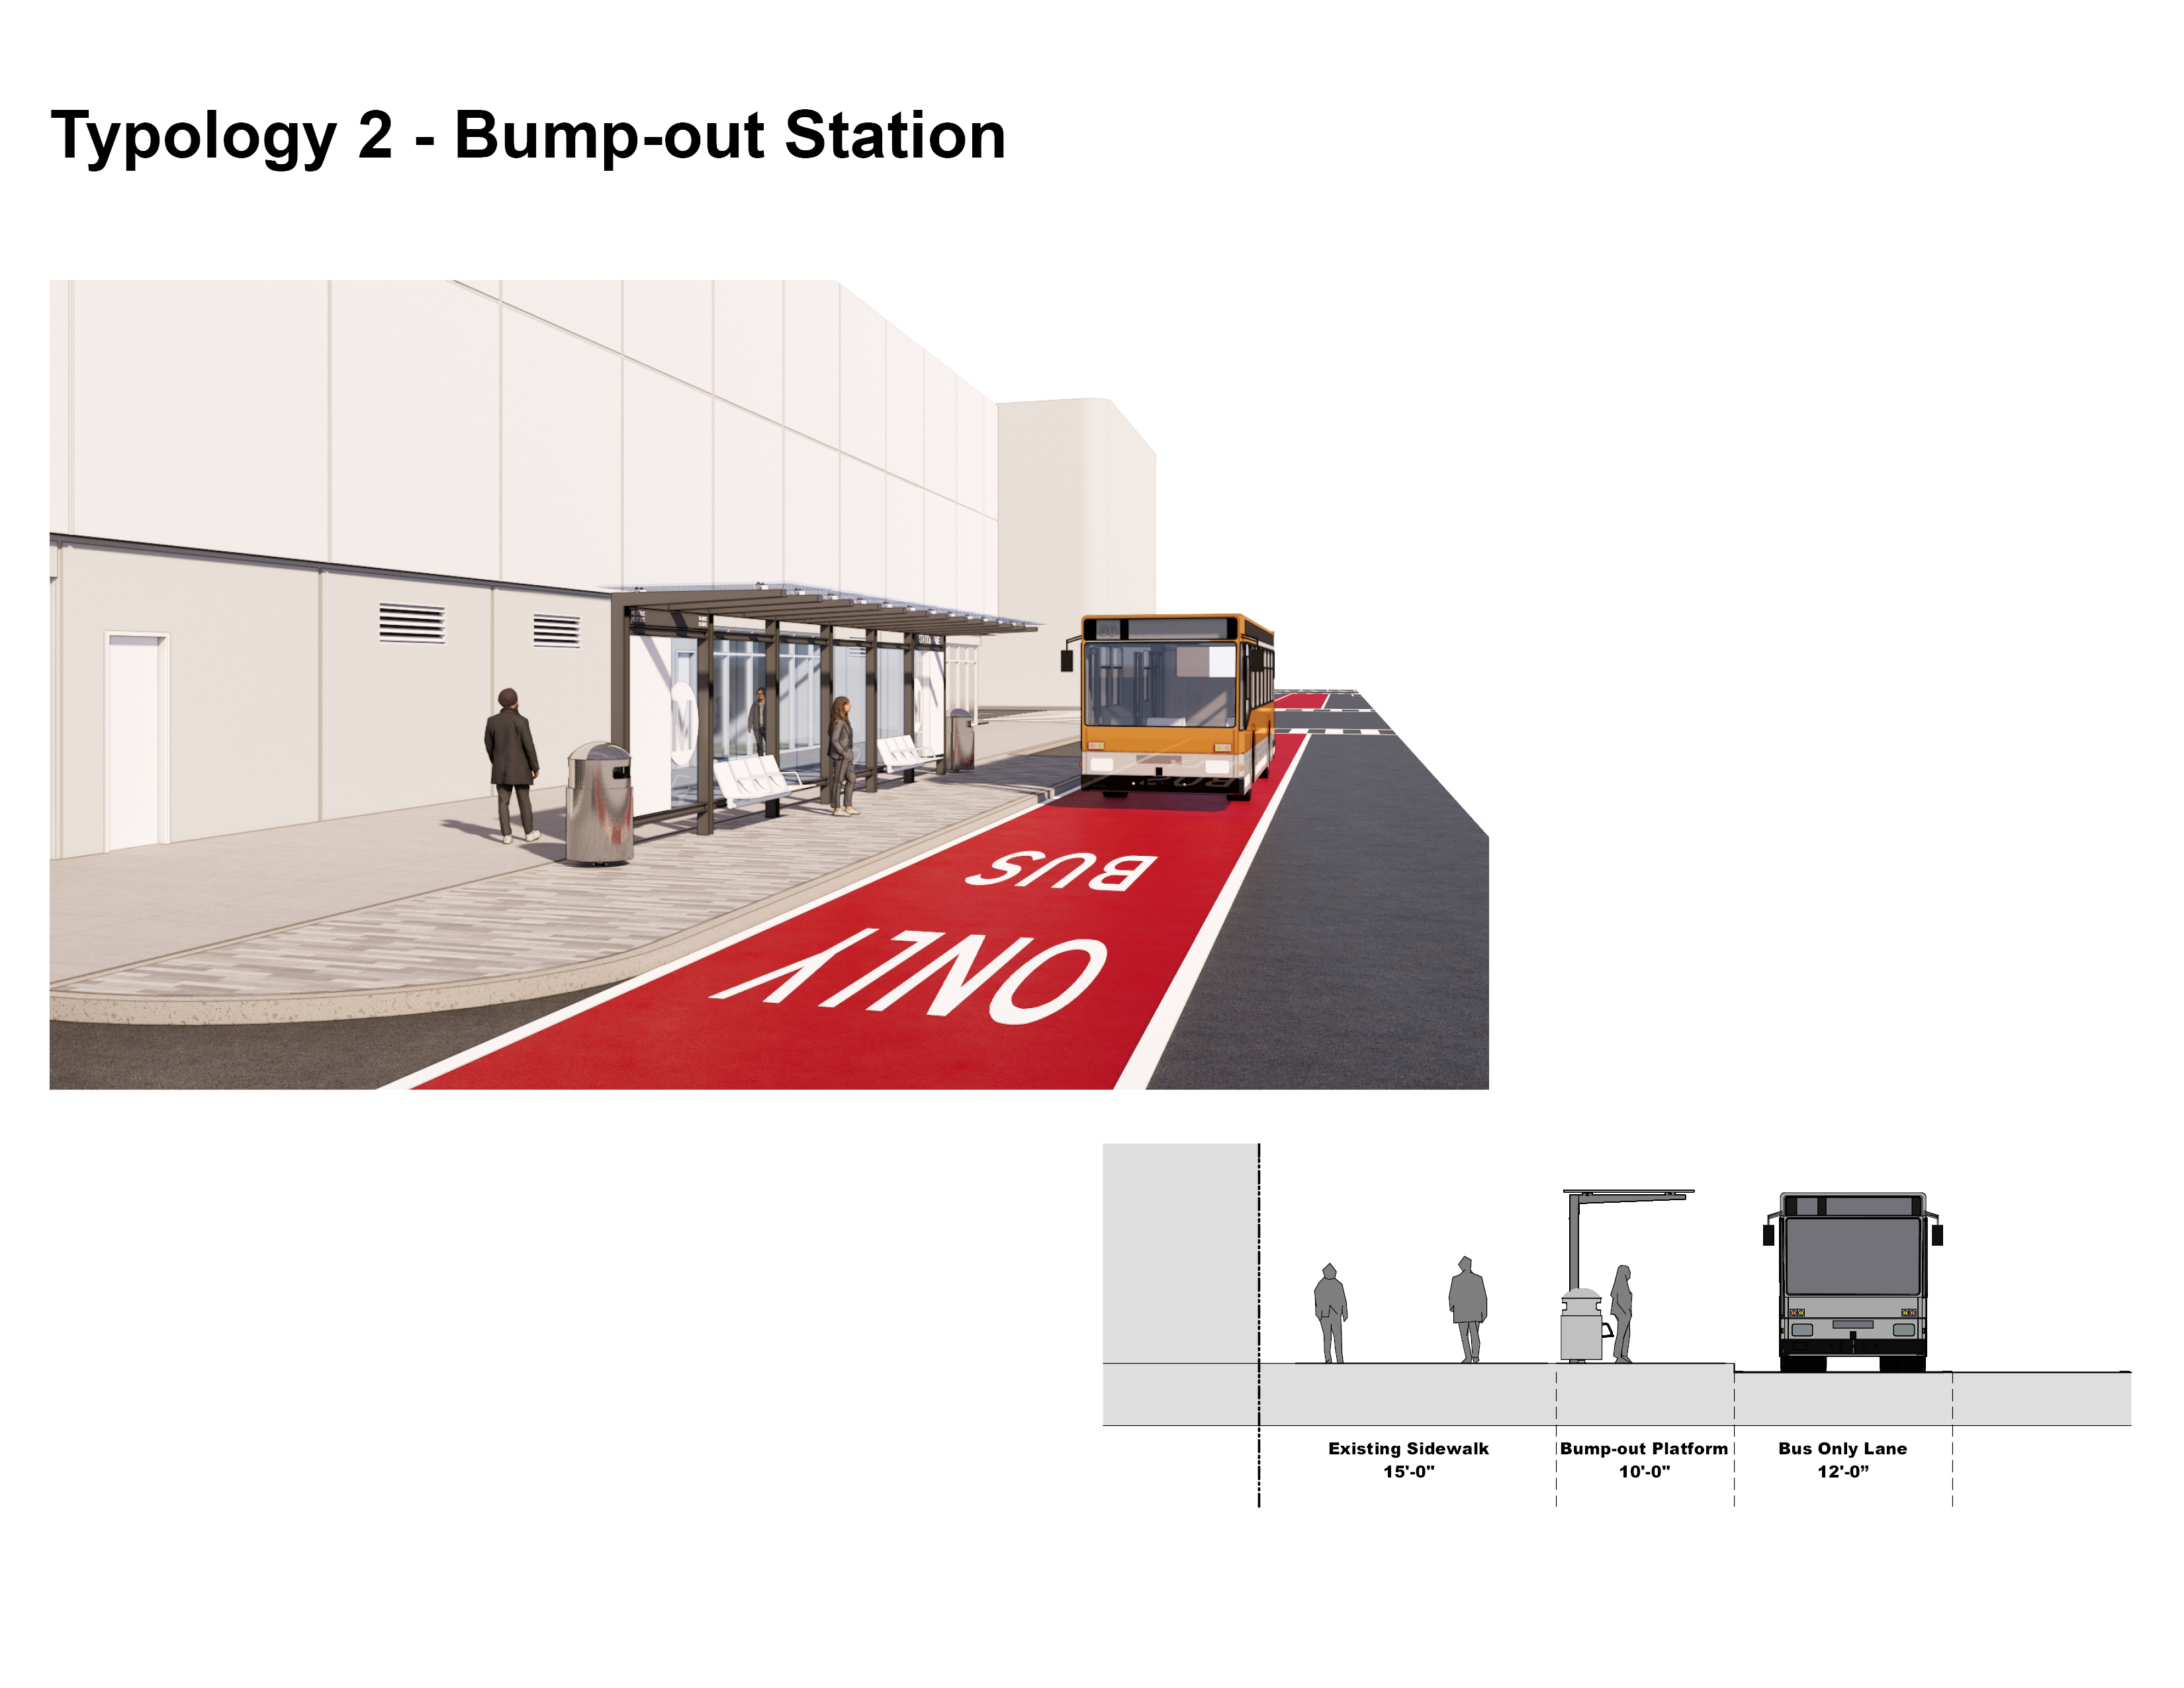 Typology 2 - Bump-out Station
M
BUS
ONLY
Existing Sidewalk
15'-0"
Bump-out Platform
10'-0"
Bus Only Lane
12'-0”